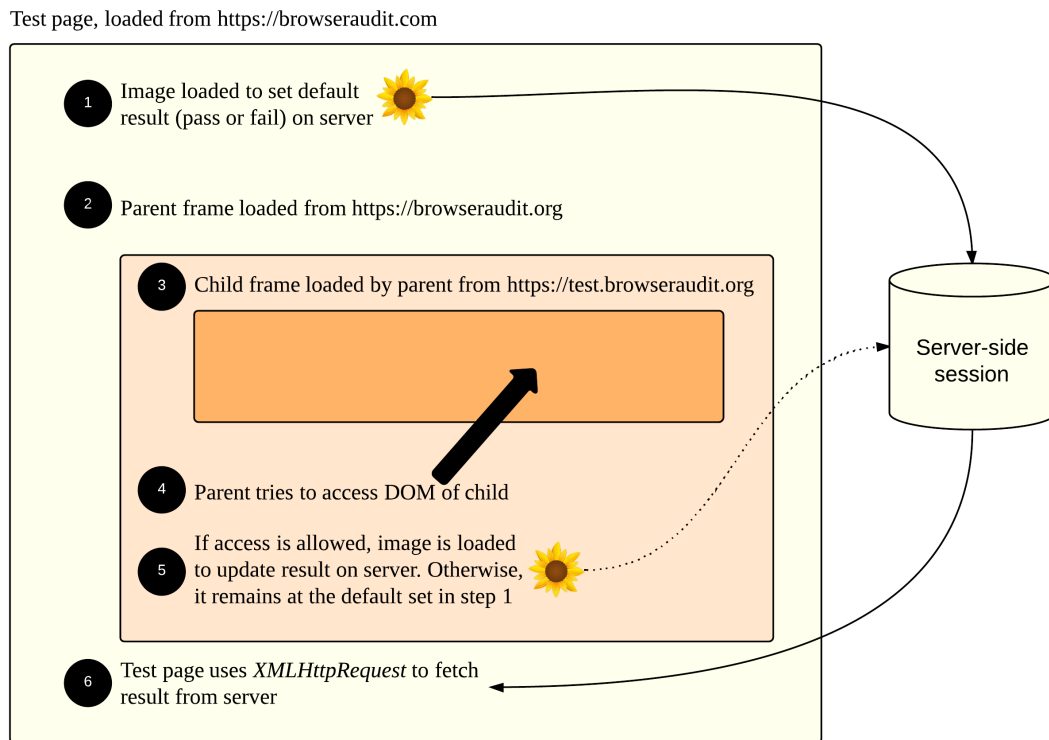 Test page, loaded from https://browseraudit.com
1
Image loaded to set default
result (pass or fail) on server
2
Parent frame loaded from https://browseraudit.org
3
Child frame loaded by parent from https://test.browseraudit.org
Server-side
session
4
Parent tries to access DOM of child
5
If access is allowed, image is loaded
to update result on server. Otherwise,
it remains at the default set in step 1
6
Test page uses XMLHttpRequest to fetch
result from server